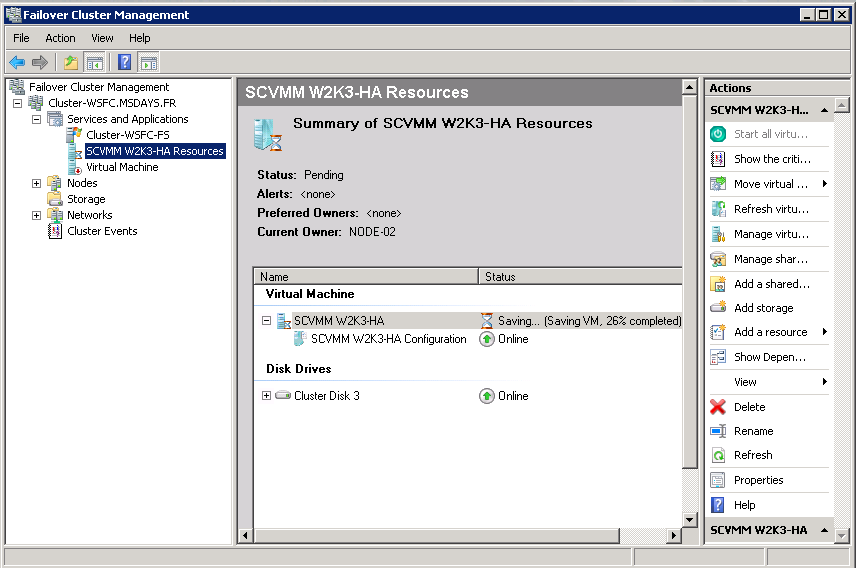 Failover Cluster Management
File Action View Help
Failover Cluster Management
Cluster-WSFC.MSDAYS.FR
Services and Applications
Cluster-WSFC-FS
SCVMM W2K3-HA Resources
Virtual Machine
Nodes
Storage
Networks
Cluster Events
SCVMM W2K3-HA Resources
Summary of SCVMM W2K3-HA Resources
Status: Pending
Alerts: <none>
Preferred Owners: <none>
Current Owner: NODE-02
Name Status
Virtual Machine
SCVMM W2K3-HA Saving... (Saving VM, 26% completed)
SCVMM W2K3-HA Configuration Online
Disk Drives
Cluster Disk 3 Online
Actions
SCVMM W2K3-H...
Start all virtu...
Show the criti...
Move virtual ...
Refresh virtu...
Manage virtu...
Manage shar...
Add a shared...
Add storage
Add a resource
Show Depen...
View
Delete
Rename
Refresh
Properties
Help
SCVMM W2K3-HA